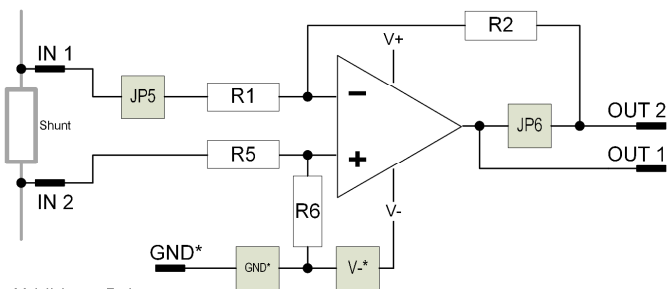 R2
V+
IN 1
JP5
R1
Shunt
JP6
OUT 2
OUT 1
R5
IN 2
R6
V-
GND*
GND*
V-*